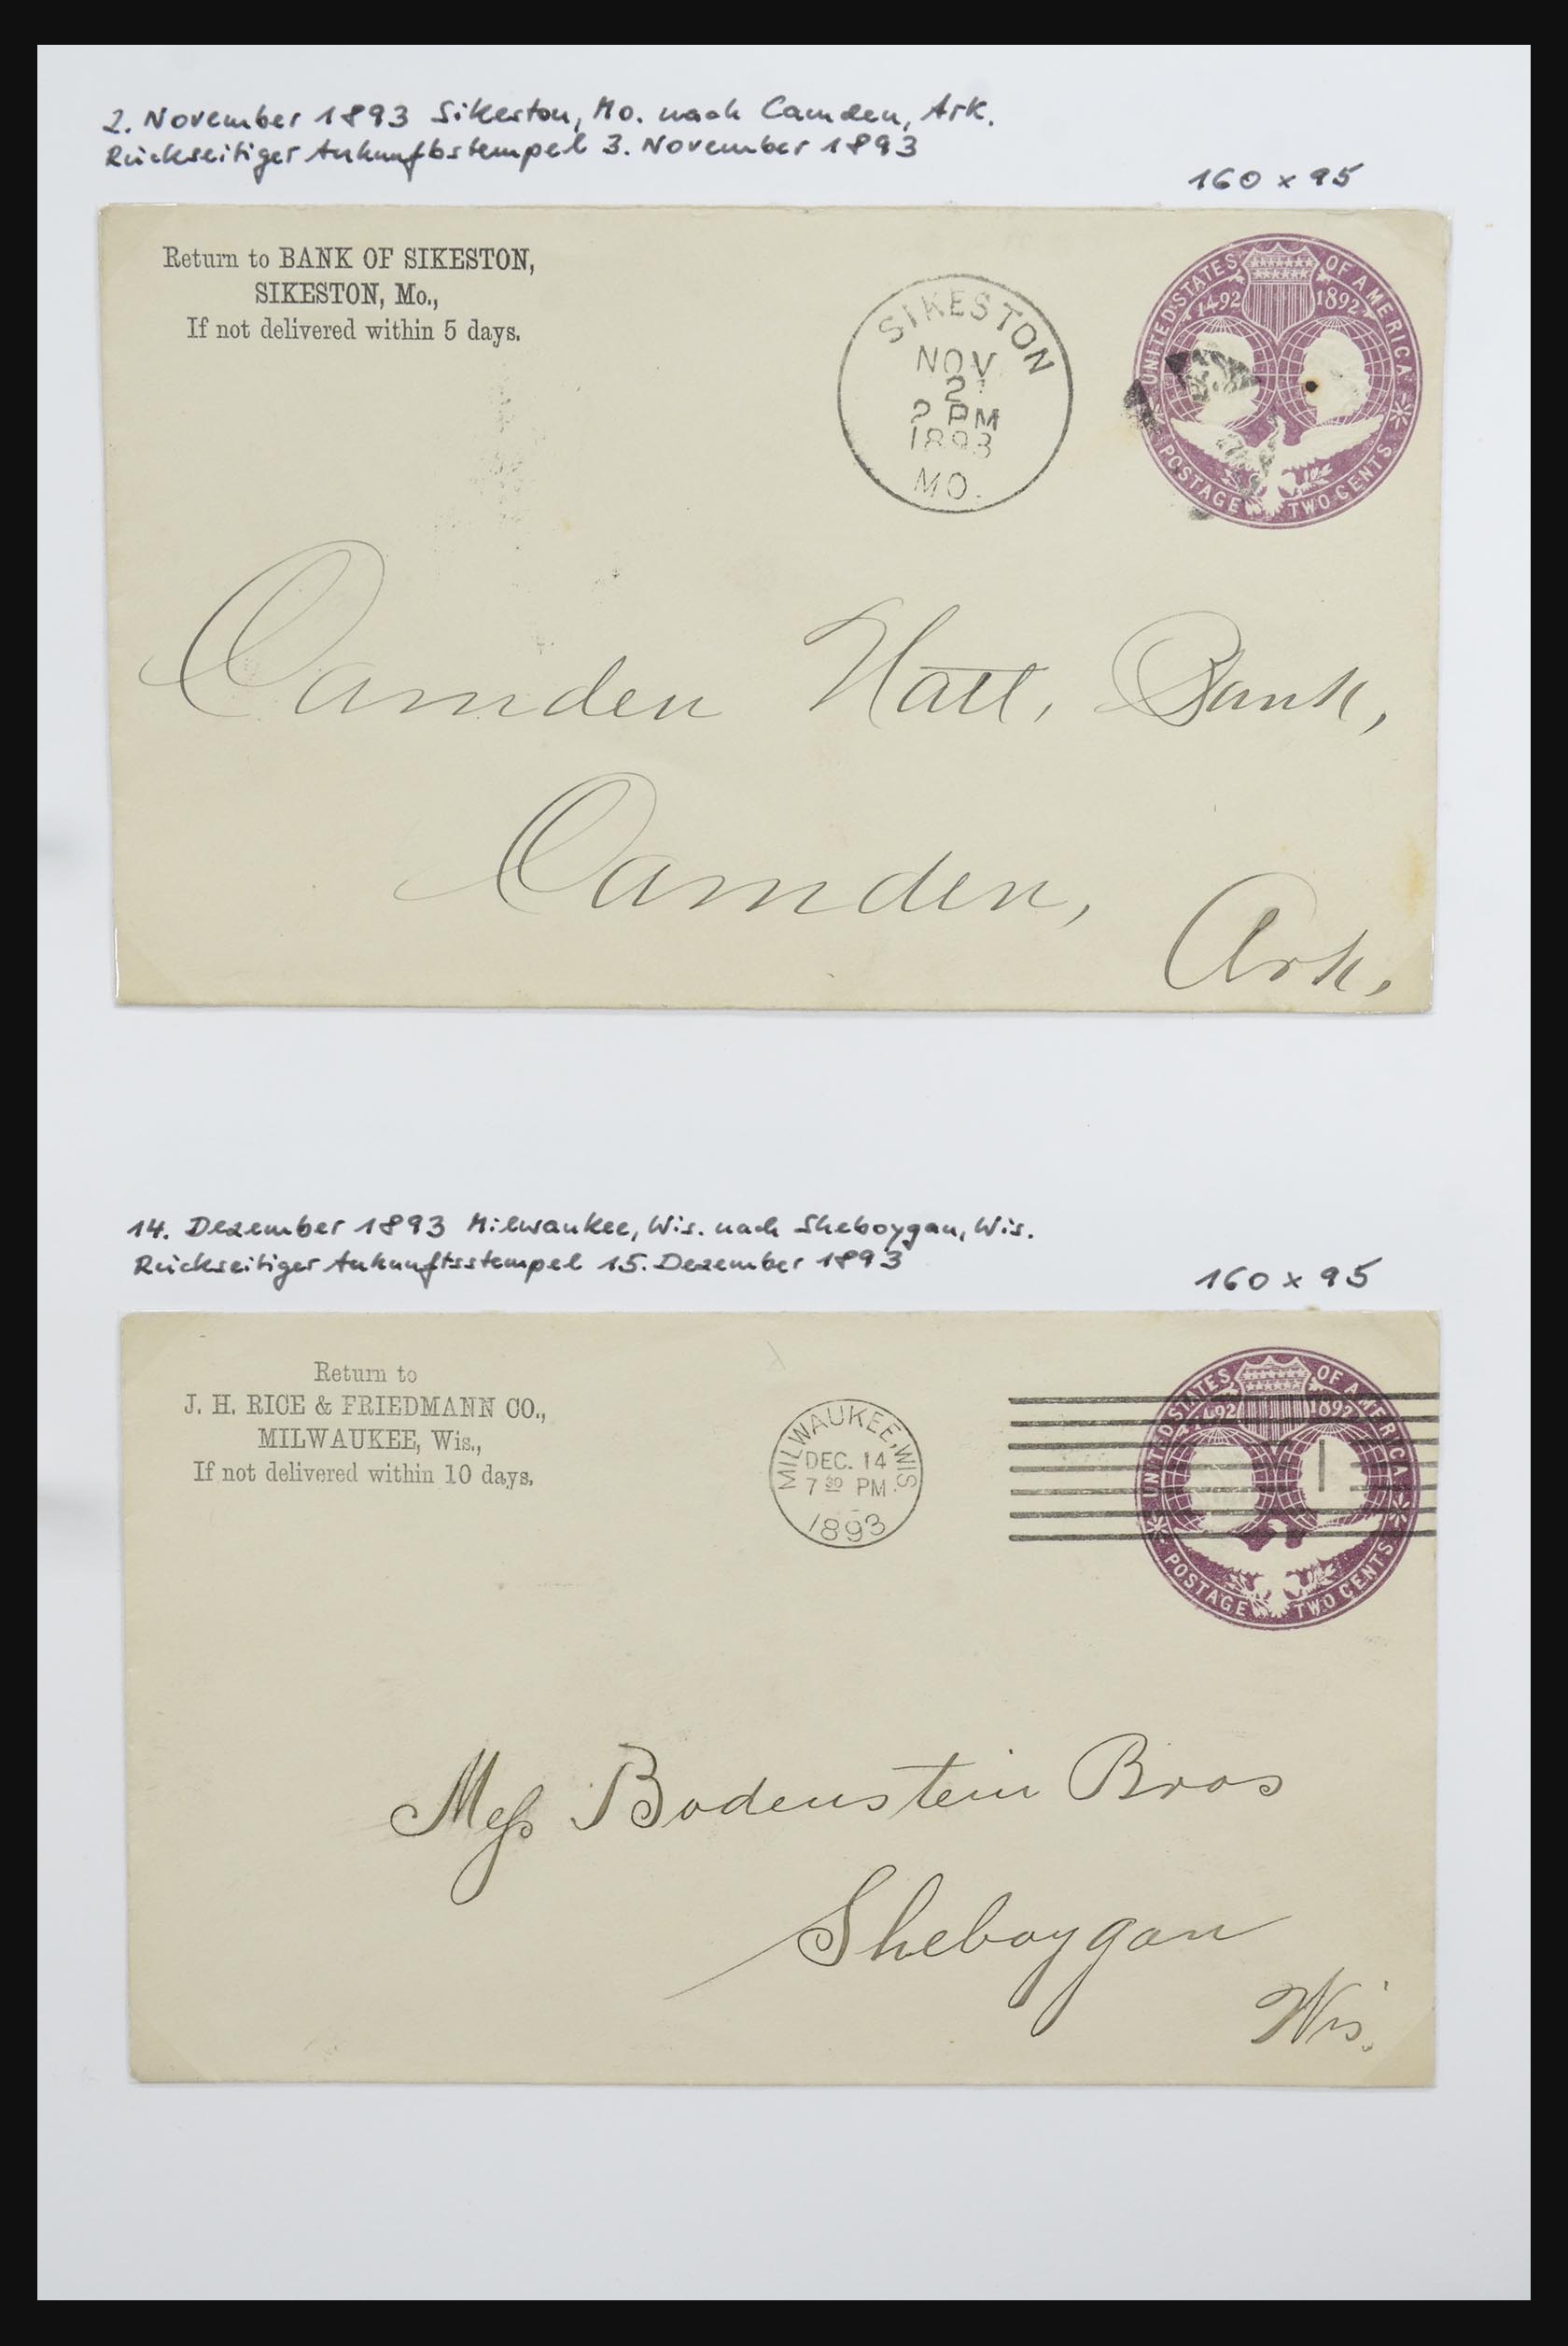 2. November 1893 Sikeston, Mo. nach Camden, Ark.
Rückseitiger Ankunftsstempel 3. November 1893
160 x 95
Return to BANK OF SIKESTON,
SIKESTON, Mo.,
If not delivered within 5 days.
SIKESTON
NOV
2
2 PM
1893
MO.
UNITED STATES OF AMERICA
1492 1892
POSTAGE TWO CENTS
Camden Natl, Bank,
Camden,
Ark,
14. Dezember 1893 Milwaukee, Wis. nach Sheboygan, Wis.
Rückseitiger Ankunftsstempel 15. Dezember 1893
160 x 95
Return to
J. H. RICE & FRIEDMANN CO.,
MILWAUKEE, Wis.,
If not delivered within 10 days.
MILWAUKEE, WIS.
DEC. 14
7 30 PM
1893
UNITED STATES OF AMERICA
1492 1892
1
POSTAGE TWO CENTS
Mess Bodenstein Bros
Sheboygan
Wis.